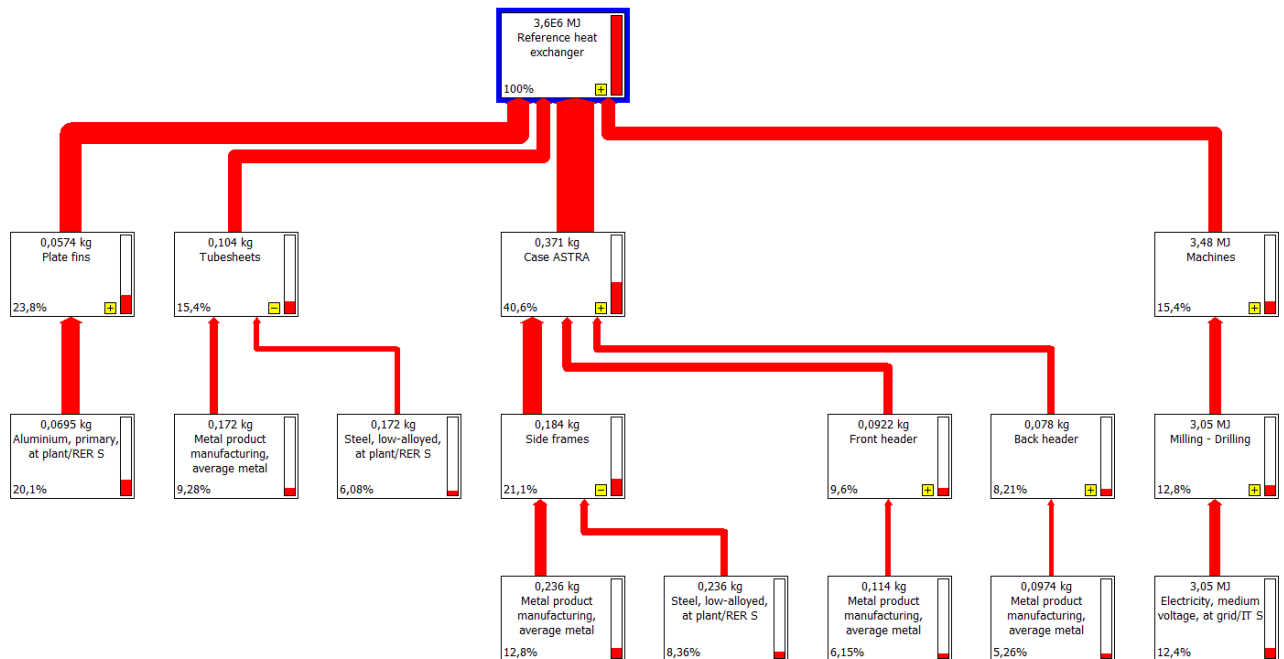 3,6E6 MJ
Reference heat
exchanger
100%
+
0,0574 kg
Plate fins
23,8%
+
0,104 kg
Tubesheets
15,4%
−
0,371 kg
Case ASTRA
40,6%
+
3,48 MJ
Machines
15,4%
+
0,0695 kg
Aluminium, primary,
at plant/RER S
20,1%
0,172 kg
Metal product
manufacturing,
average metal
9,28%
0,172 kg
Steel, low-alloyed,
at plant/RER S
6,08%
0,184 kg
Side frames
21,1%
−
0,0922 kg
Front header
9,6%
+
0,078 kg
Back header
8,21%
+
3,05 MJ
Milling - Drilling
12,8%
+
0,236 kg
Metal product
manufacturing,
average metal
12,8%
0,236 kg
Steel, low-alloyed,
at plant/RER S
8,36%
0,114 kg
Metal product
manufacturing,
average metal
6,15%
0,0974 kg
Metal product
manufacturing,
average metal
5,26%
3,05 MJ
Electricity, medium
voltage, at grid/IT S
12,4%